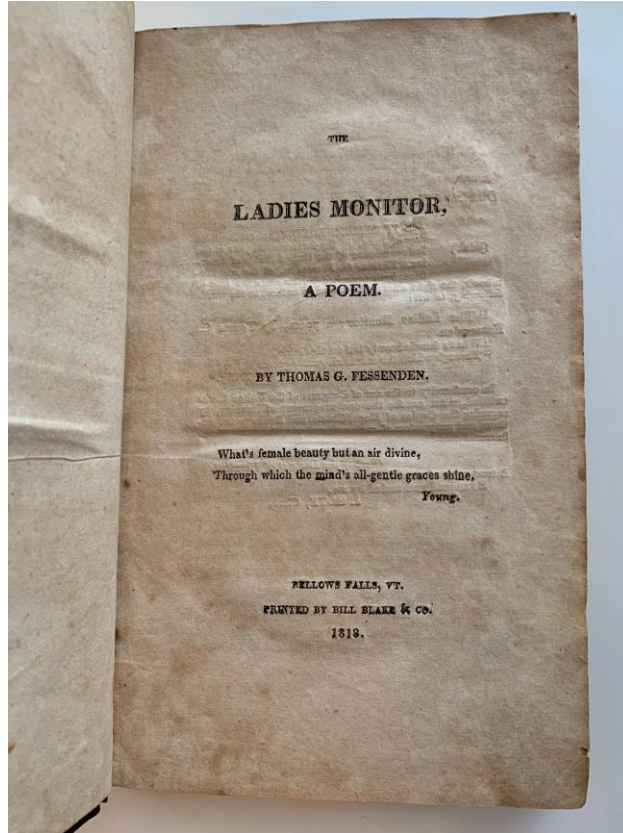 THE
LADIES MONITOR,
A POEM.
BY THOMAS G. FESSENDEN.
What's female beauty but an air divine,
Through which the mind's all-gentle graces shine,
Young.
BELLOWS FALLS, VT.
PRINTED BY BILL BLAKE & CO.
1818.